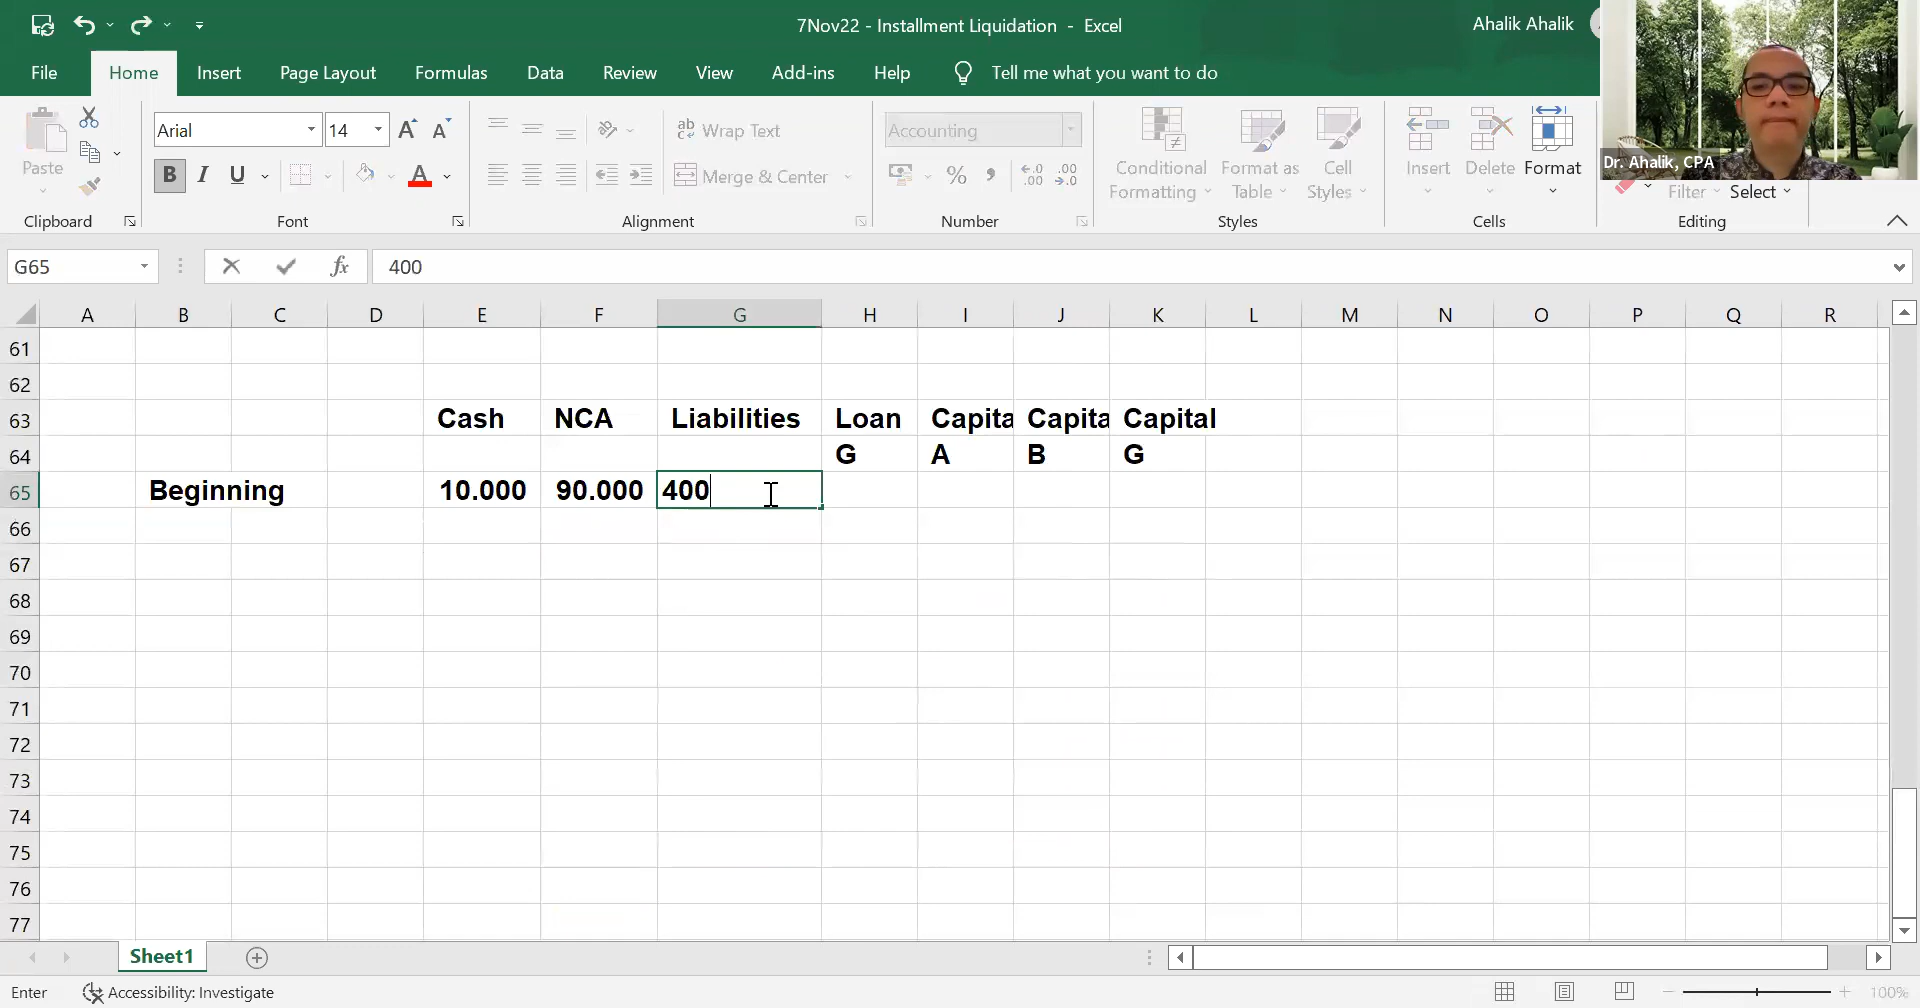 7Nov22 - Installment Liquidation - Excel
Ahalik Ahalik
File Home Insert Page Layout Formulas Data Review View Add-ins Help Tell me what you want to do
Dr. Ahalik, CPA
Paste
Arial 14
B I U
A A
A
ab Wrap Text
Merge & Center
Accounting
%
Conditional Formatting
Format as Table
Cell Styles
Insert Delete Format
Filter Select
Clipboard Font Alignment Number Styles Cells Editing
G65 fx 400
A B C D E F G H I J K L M N O P Q R
61
62
63 Cash NCA Liabilities Loan Capita Capita Capital
64 G A B G
65 Beginning 10.000 90.000 400
66
67
68
69
70
71
72
73
74
75
76
77
Sheet1
Enter Accessibility: Investigate 100%